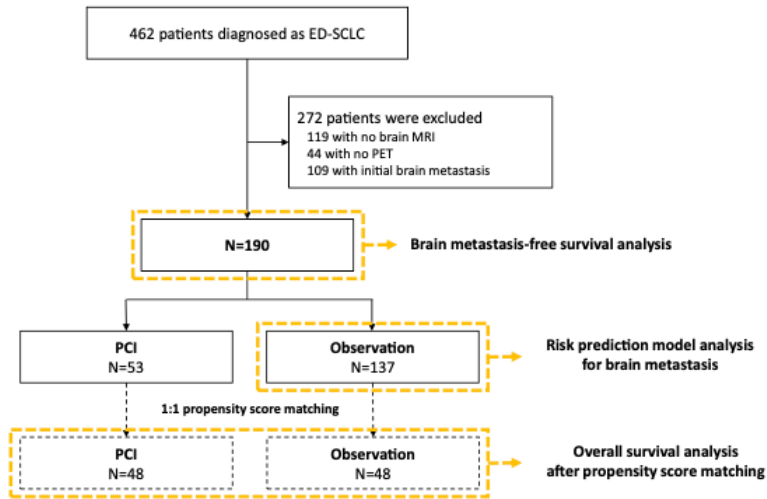 462 patients diagnosed as ED-SCLC
272 patients were excluded
119 with no brain MRI
44 with no PET
109 with initial brain metastasis
N=190
Brain metastasis-free survival analysis
PCI
N=53
Observation
N=137
Risk prediction model analysis
for brain metastasis
1:1 propensity score matching
PCI
N=48
Observation
N=48
Overall survival analysis
after propensity score matching